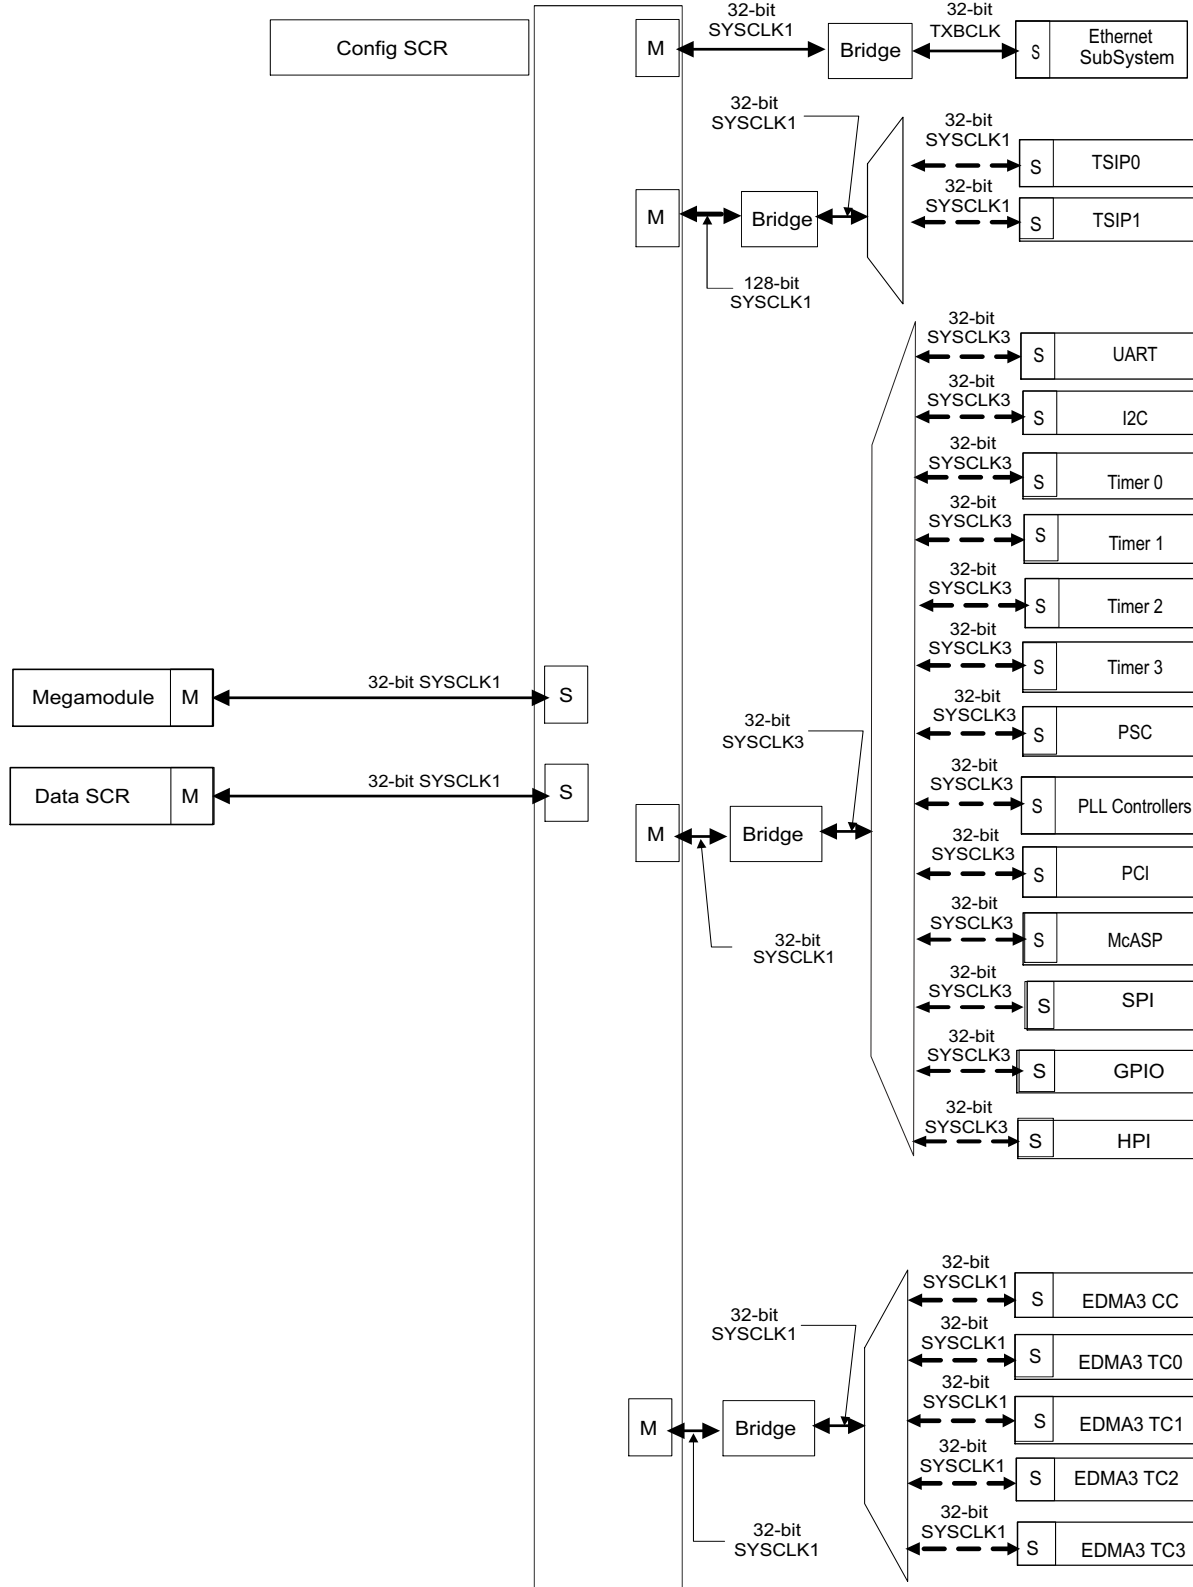 Config SCR
M
32-bit
SYSCLK1
Bridge
32-bit
TXBCLK
S
Ethernet
SubSystem
32-bit
SYSCLK1
M
Bridge
128-bit
SYSCLK1
32-bit
SYSCLK1
S
TSIP0
32-bit
SYSCLK1
S
TSIP1
32-bit
SYSCLK3
S
UART
32-bit
SYSCLK3
S
I2C
32-bit
SYSCLK3
S
Timer 0
32-bit
SYSCLK3
S
Timer 1
32-bit
SYSCLK3
S
Timer 2
32-bit
SYSCLK3
S
Timer 3
Megamodule
M
32-bit SYSCLK1
S
Data SCR
M
32-bit SYSCLK1
S
32-bit
SYSCLK3
M
Bridge
32-bit
SYSCLK1
32-bit
SYSCLK3
S
PSC
32-bit
SYSCLK3
S
PLL Controllers
32-bit
SYSCLK3
S
PCI
32-bit
SYSCLK3
S
McASP
32-bit
SYSCLK3
S
SPI
32-bit
SYSCLK3
S
GPIO
32-bit
SYSCLK3
S
HPI
32-bit
SYSCLK1
M
Bridge
32-bit
SYSCLK1
32-bit
SYSCLK1
S
EDMA3 CC
32-bit
SYSCLK1
S
EDMA3 TC0
32-bit
SYSCLK1
S
EDMA3 TC1
32-bit
SYSCLK1
S
EDMA3 TC2
32-bit
SYSCLK1
S
EDMA3 TC3